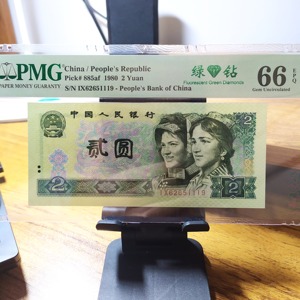 PMG
PAPER MONEY GUARANTY
China / People's Republic
Pick# 885af 1980 2 Yuan
S/N IX62651119 - People's Bank of China
绿 钻
Fluorescent Green Diamonds
66 EPQ
Gem Uncirculated
中国人民银行
贰圆
IX62651119
2
2